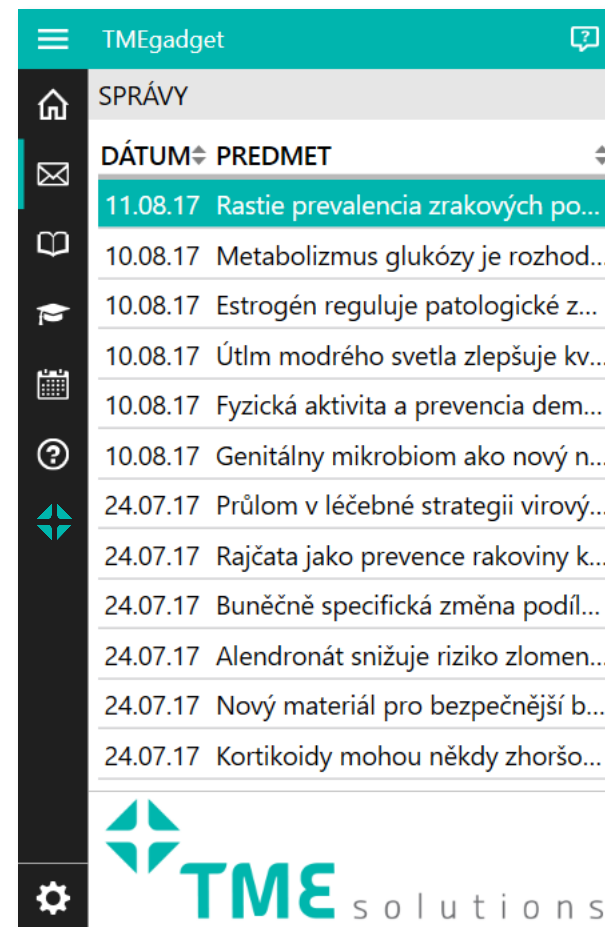 TMEgadget
SPRÁVY
DÁTUM PREDMET
11.08.17 Rastie prevalencia zrakových po...
10.08.17 Metabolizmus glukózy je rozhod...
10.08.17 Estrogén reguluje patologické z...
10.08.17 Útlm modrého svetla zlepšuje kv...
10.08.17 Fyzická aktivita a prevencia dem...
10.08.17 Genitálny mikrobiom ako nový n...
24.07.17 Průlom v léčebné strategii virový...
24.07.17 Rajčata jako prevence rakoviny k...
24.07.17 Buněčně specifická změna podíl...
24.07.17 Alendronát snižuje riziko zlomen...
24.07.17 Nový materiál pro bezpečnější b...
24.07.17 Kortikoidy mohou někdy zhoršo...
TME solutions